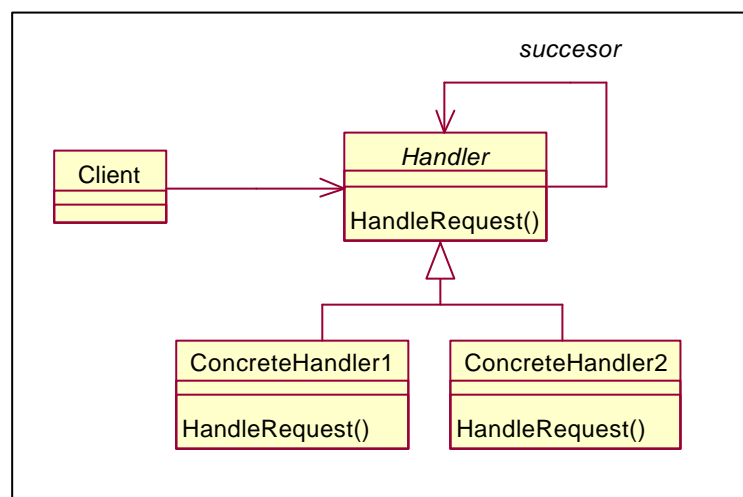 succesor
Handler
Client
HandleRequest()
ConcreteHandler1
ConcreteHandler2
HandleRequest()
HandleRequest()